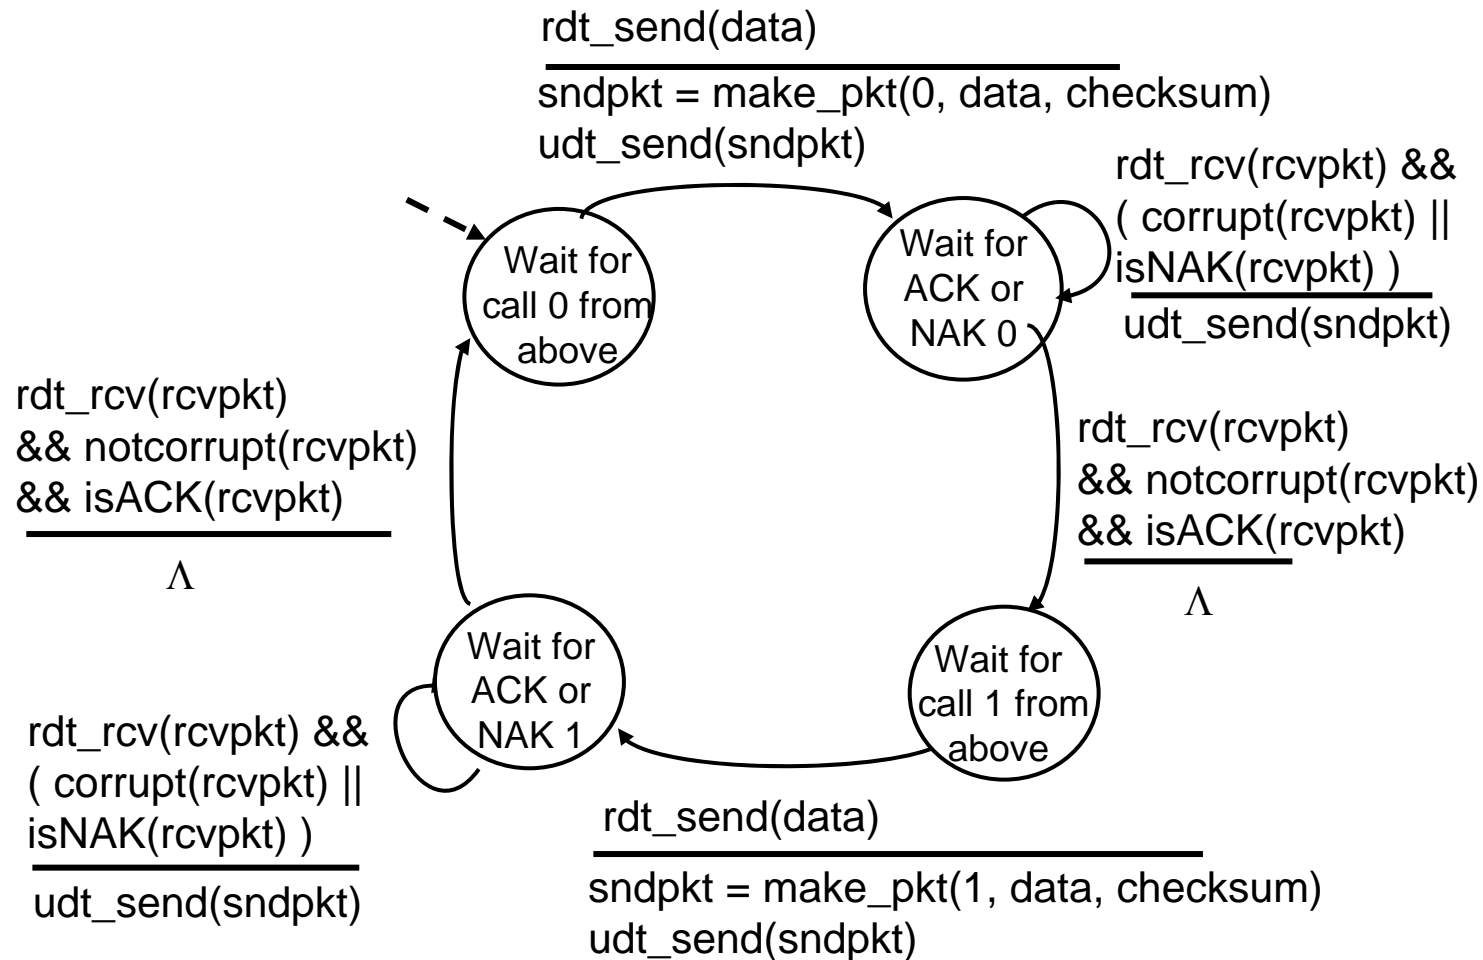 rdt_send(data)
sndpkt = make_pkt(0, data, checksum)
udt_send(sndpkt)
Wait for
call 0 from
above
Wait for
ACK or
NAK 0
rdt_rcv(rcvpkt) &&
( corrupt(rcvpkt) ||
isNAK(rcvpkt) )
udt_send(sndpkt)
rdt_rcv(rcvpkt)
&& notcorrupt(rcvpkt)
&& isACK(rcvpkt)
Λ
rdt_rcv(rcvpkt)
&& notcorrupt(rcvpkt)
&& isACK(rcvpkt)
Λ
Wait for
ACK or
NAK 1
Wait for
call 1 from
above
rdt_rcv(rcvpkt) &&
( corrupt(rcvpkt) ||
isNAK(rcvpkt) )
udt_send(sndpkt)
rdt_send(data)
sndpkt = make_pkt(1, data, checksum)
udt_send(sndpkt)